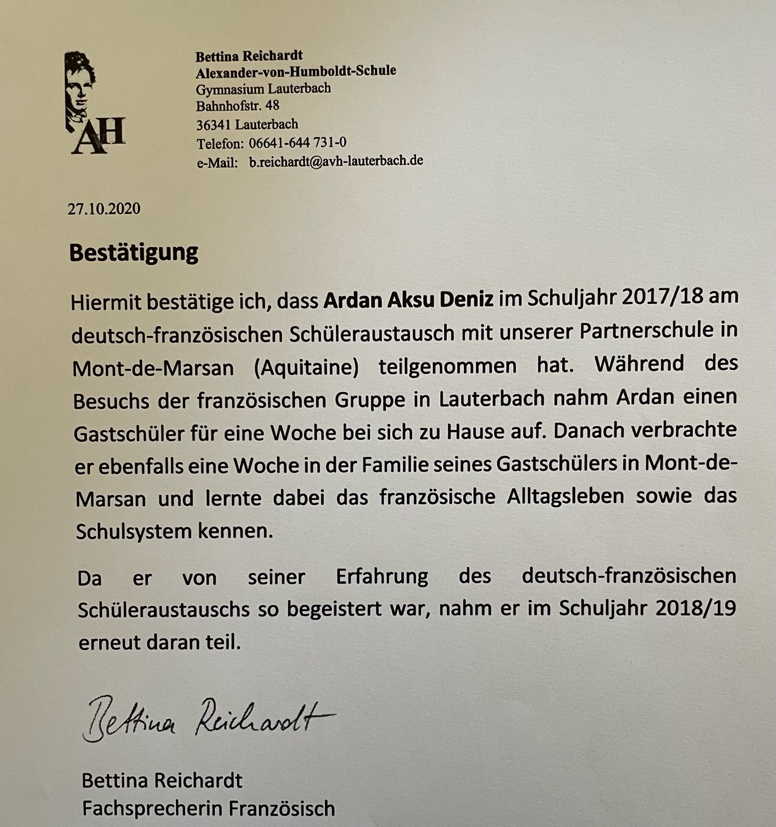 AH
Bettina Reichardt
Alexander-von-Humboldt-Schule
Gymnasium Lauterbach
Bahnhofstr. 48
36341 Lauterbach
Telefon: 06641-644 731-0
e-Mail: b.reichardt@avh-lauterbach.de
27.10.2020
Bestätigung
Hiermit bestätige ich, dass Ardan Aksu Deniz im Schuljahr 2017/18 am
deutsch-französischen Schüleraustausch mit unserer Partnerschule in
Mont-de-Marsan (Aquitaine) teilgenommen hat. Während des
Besuchs der französischen Gruppe in Lauterbach nahm Ardan einen
Gastschüler für eine Woche bei sich zu Hause auf. Danach verbrachte
er ebenfalls eine Woche in der Familie seines Gastschülers in Mont-de-
Marsan und lernte dabei das französische Alltagsleben sowie das
Schulsystem kennen.
Da er von seiner Erfahrung des deutsch-französischen
Schüleraustauschs so begeistert war, nahm er im Schuljahr 2018/19
erneut daran teil.
Bettina Reichardt
Bettina Reichardt
Fachsprecherin Französisch